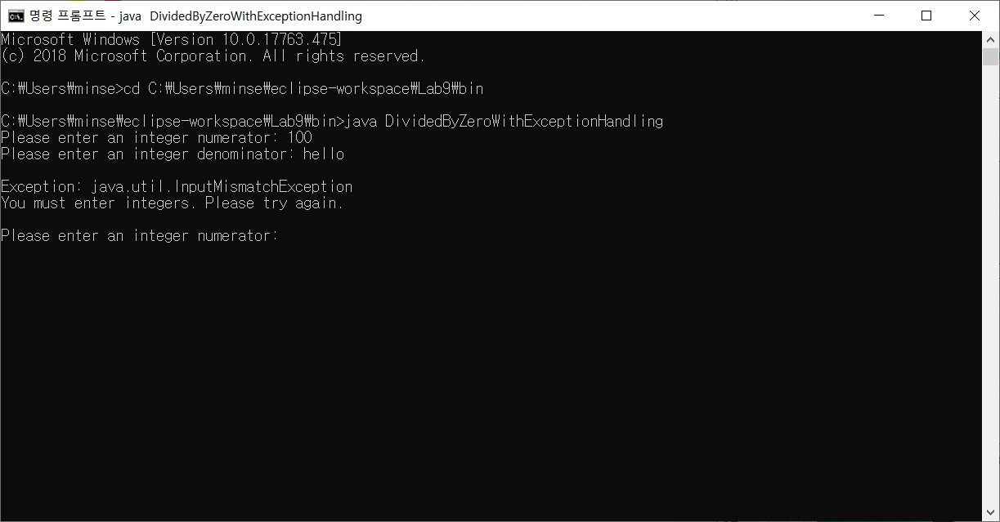 명령 프롬프트 - java  DividedByZeroWithExceptionHandling
Microsoft Windows [Version 10.0.17763.475]
(c) 2018 Microsoft Corporation. All rights reserved.
C:₩Users₩minse>cd C:₩Users₩minse₩eclipse-workspace₩Lab9₩bin
C:₩Users₩minse₩eclipse-workspace₩Lab9₩bin>java DividedByZeroWithExceptionHandling
Please enter an integer numerator: 100
Please enter an integer denominator: hello
Exception: java.util.InputMismatchException
You must enter integers. Please try again.
Please enter an integer numerator: